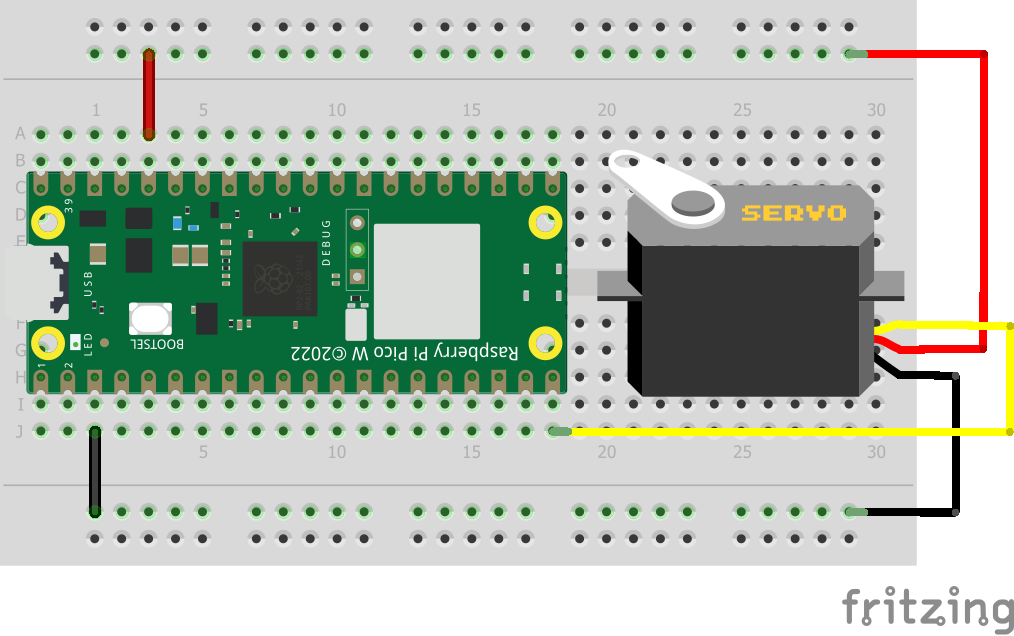 1 5 10 15 20 25 30
A
B
C
D
E
39
DEBUG
SERVO
USB
F
LED
BOOTSEL
Raspberry Pi Pico W ©2022
G
1 2
H
I
J
5 10 15 20 25 30
fritzing